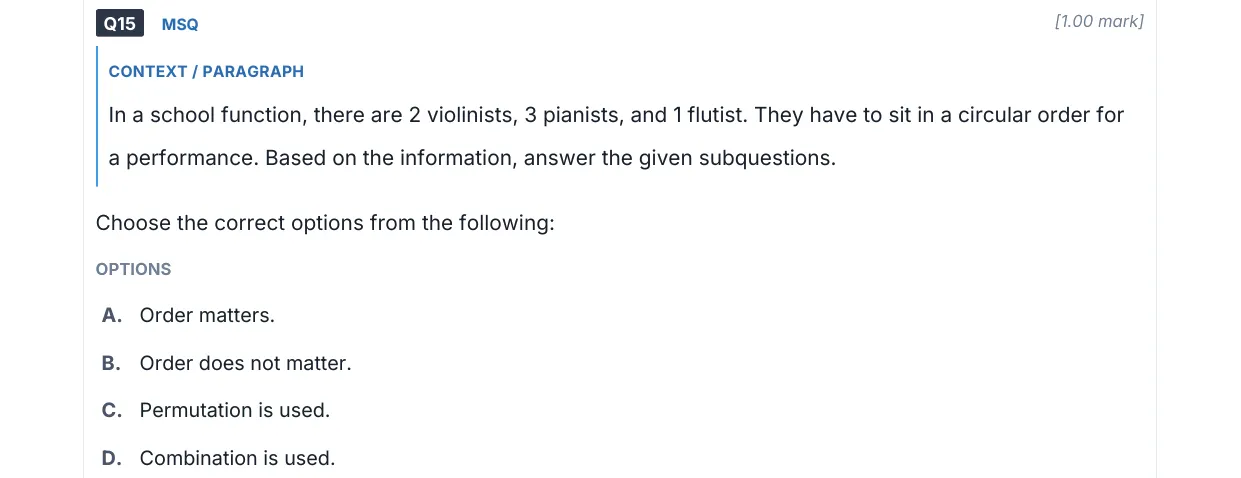 Q15 MSQ [1.00 mark]
CONTEXT / PARAGRAPH
In a school function, there are 2 violinists, 3 pianists, and 1 flutist. They have to sit in a circular order for
a performance. Based on the information, answer the given subquestions.
Choose the correct options from the following:
OPTIONS
A. Order matters.
B. Order does not matter.
C. Permutation is used.
D. Combination is used.